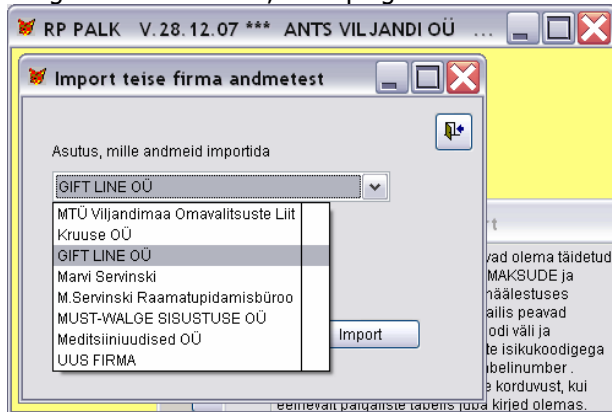 RP PALK V.28.12.07 *** ANTS VILJANDI OÜ ...
Import teise firma andmetest
Asutus, mille andmeid importida
GIFT LINE OÜ
MTÜ Viljandimaa Omavalitsuste Liit
Kruuse OÜ
GIFT LINE OÜ
Marvi Servinski
M.Servinski Raamatupidamisbüroo
MUST-WALGE SISUSTUSE OÜ
Meditsiiniuudised OÜ
UUS FIRMA
Import
vad olema täidetud
MAKSUDE ja
häälestuses
ailis peavad
odi väli ja
te isikukoodigega
belinumber .
e korduvust, kui
eelnevalt palgaliste tabelis juba kirjed olemas.